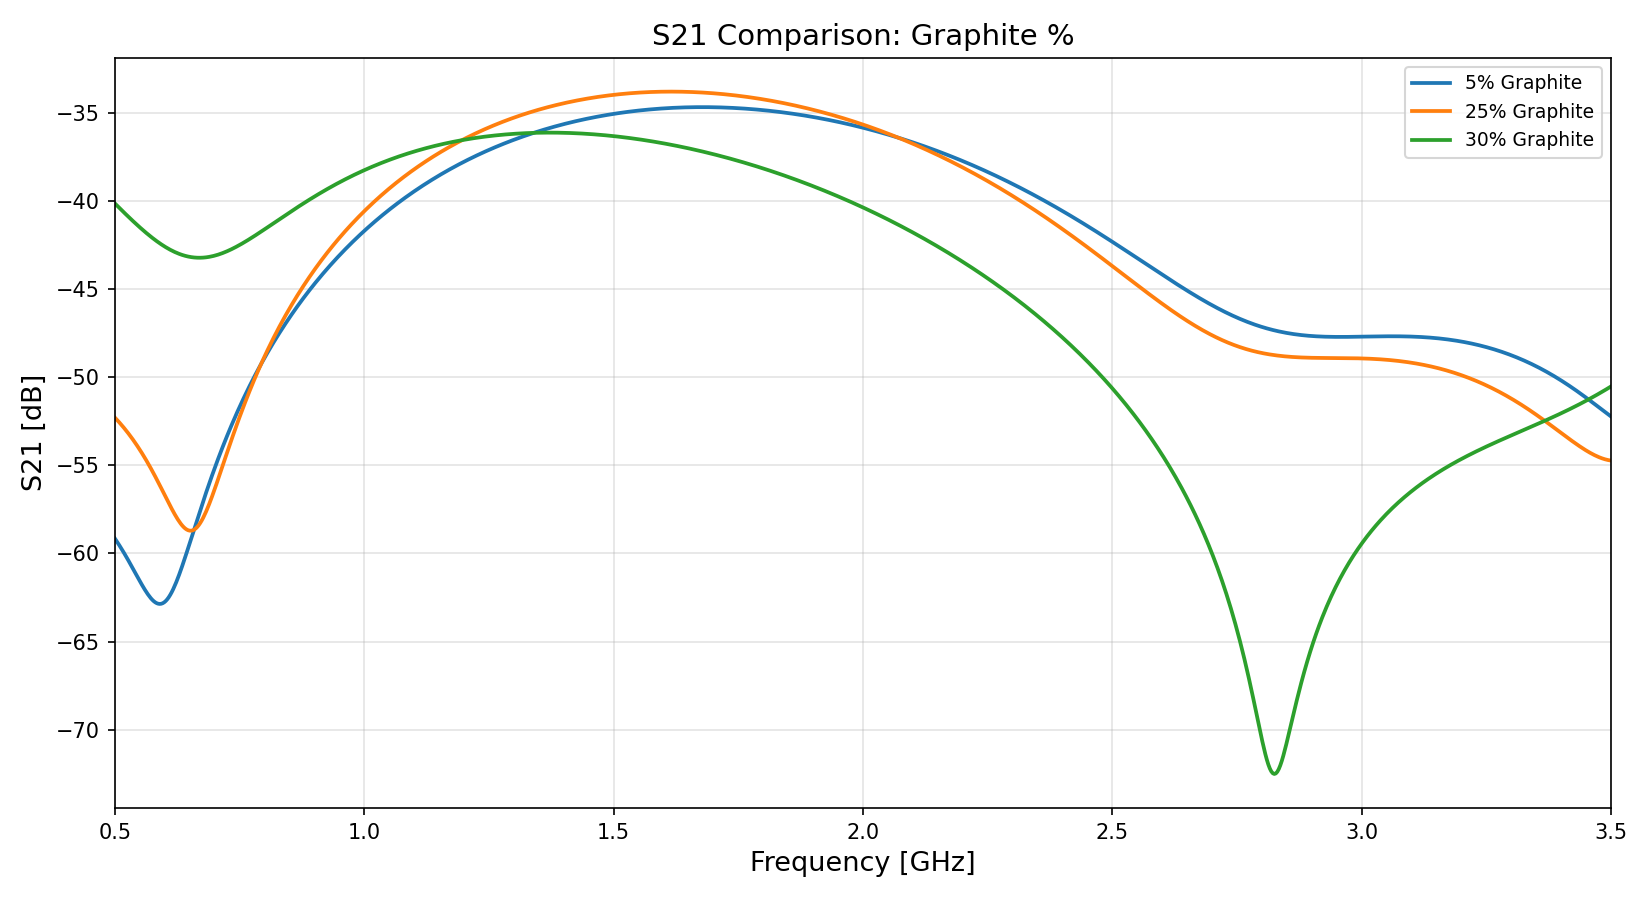 S21 Comparison: Graphite %
5% Graphite
25% Graphite
30% Graphite
−35
−40
−45
−50
−55
−60
−65
−70
S21 [dB]
0.5 1.0 1.5 2.0 2.5 3.0 3.5
Frequency [GHz]